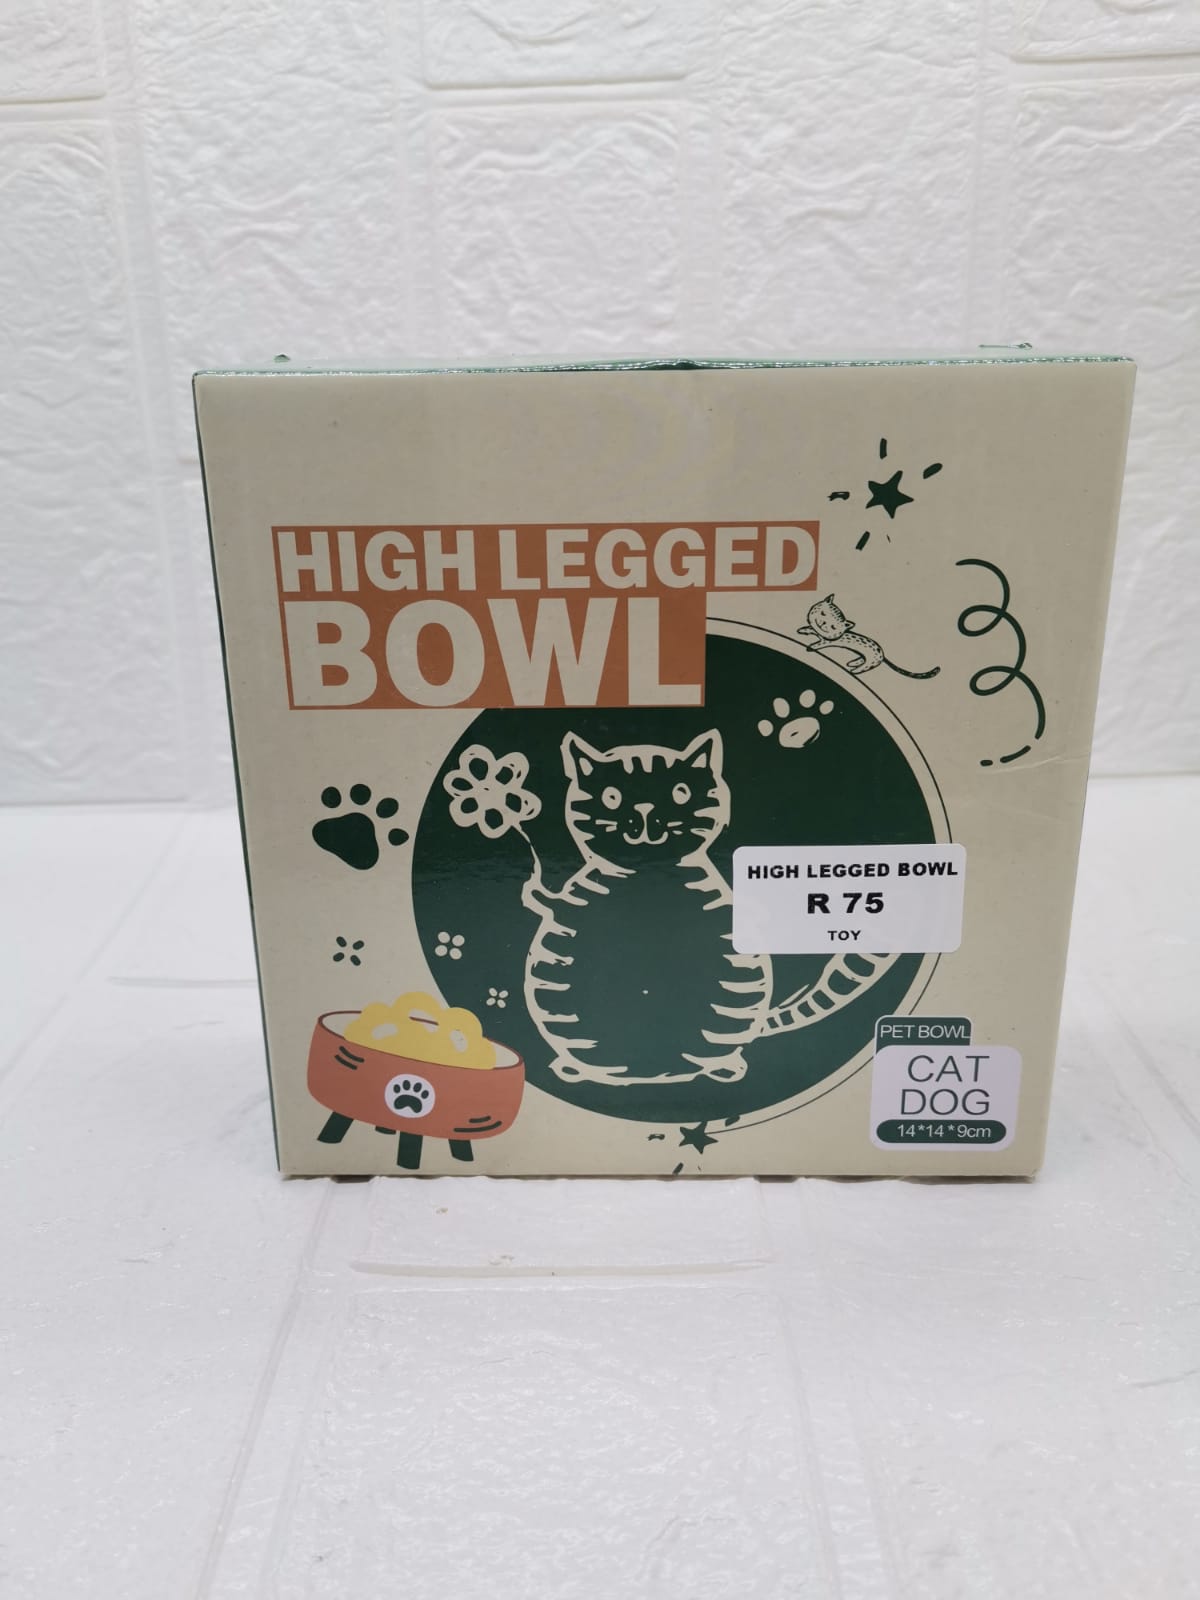 HIGH LEGGED
BOWL
HIGH LEGGED BOWL
R 75
TOY
PET BOWL
CAT
DOG
14*14*9cm